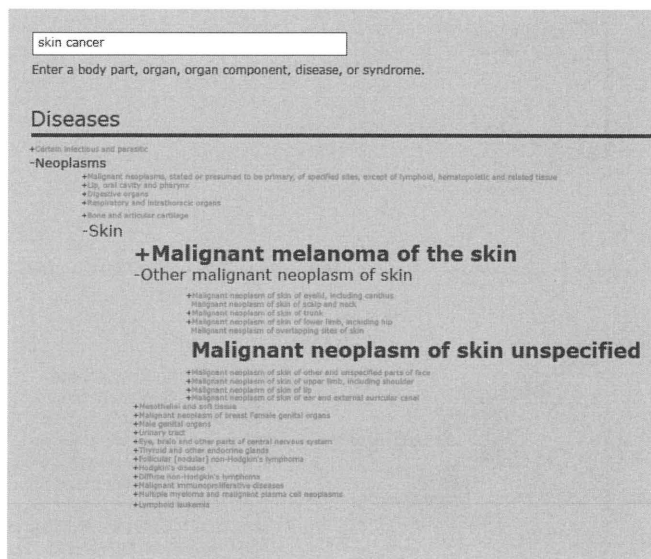 skin cancer
Enter a body part, organ, organ component, disease, or syndrome.
Diseases
+Certain infectious and parasitic
-Neoplasms
+Malignant neoplasms, stated or presumed to be primary, of specified sites, except of lymphoid, hematopoietic and related tissue
+Lip, oral cavity and pharynx
+Digestive organs
+Respiratory and intrathoracic organs
+Bone and articular cartilage
-Skin
+Malignant melanoma of the skin
-Other malignant neoplasm of skin
+Malignant neoplasm of skin of eyelid, including canthus
Malignant neoplasm of skin of scalp and neck
+Malignant neoplasm of skin of trunk
+Malignant neoplasm of skin of lower limb, including hip
Malignant neoplasm of overlapping sites of skin
Malignant neoplasm of skin unspecified
+Malignant neoplasm of skin of other and unspecified parts of face
+Malignant neoplasm of skin of upper limb, including shoulder
+Malignant neoplasm of skin of lip
+Malignant neoplasm of skin of ear and external auricular canal
+Mesothelial and soft tissue
+Malignant neoplasm of breast Female genital organs
+Male genital organs
+Urinary tract
+Eye, brain and other parts of central nervous system
+Thyroid and other endocrine glands
+Follicular (nodular) non-Hodgkin's lymphoma
+Hodgkin's disease
+Diffuse non-Hodgkin's lymphoma
+Malignant immunoproliferative diseases
+Multiple myeloma and malignant plasma cell neoplasms
+Lymphoid leukemia